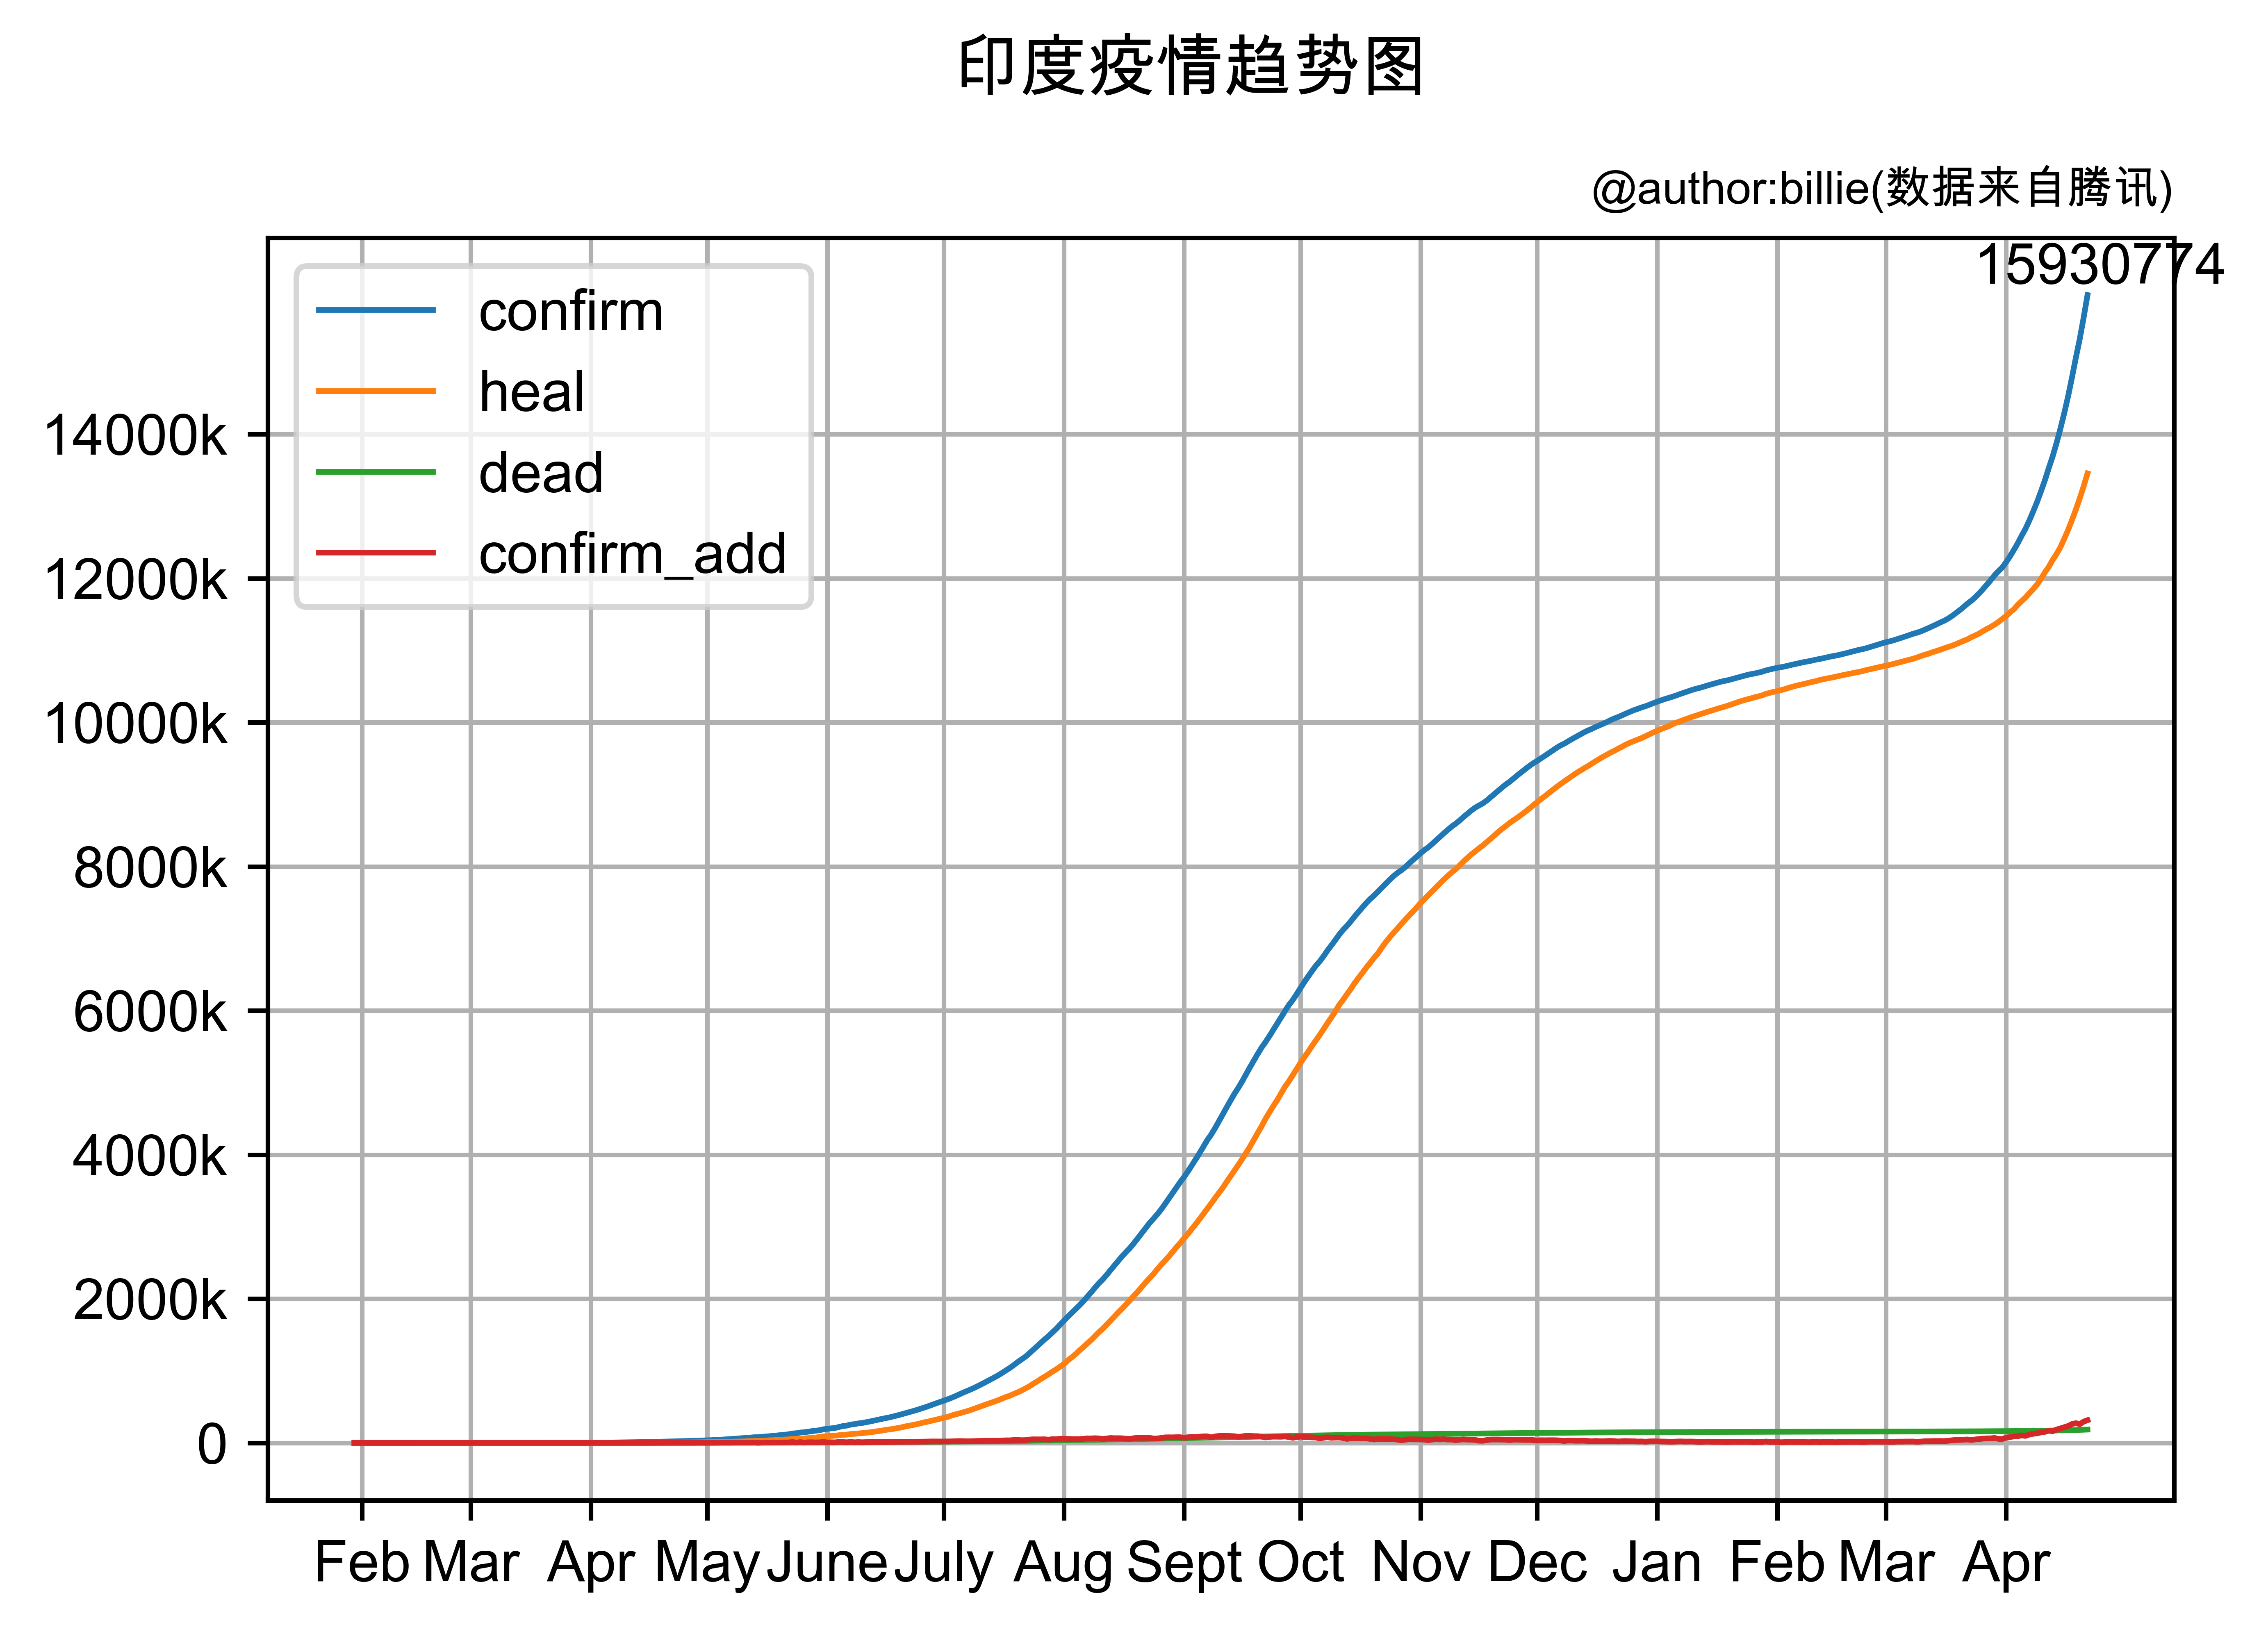 印度疫情趋势图
@author:billie(数据来自腾讯)
15930774
confirm
heal
dead
confirm_add
14000k
12000k
10000k
8000k
6000k
4000k
2000k
0
Feb Mar Apr May June July Aug Sept Oct Nov Dec Jan Feb Mar Apr